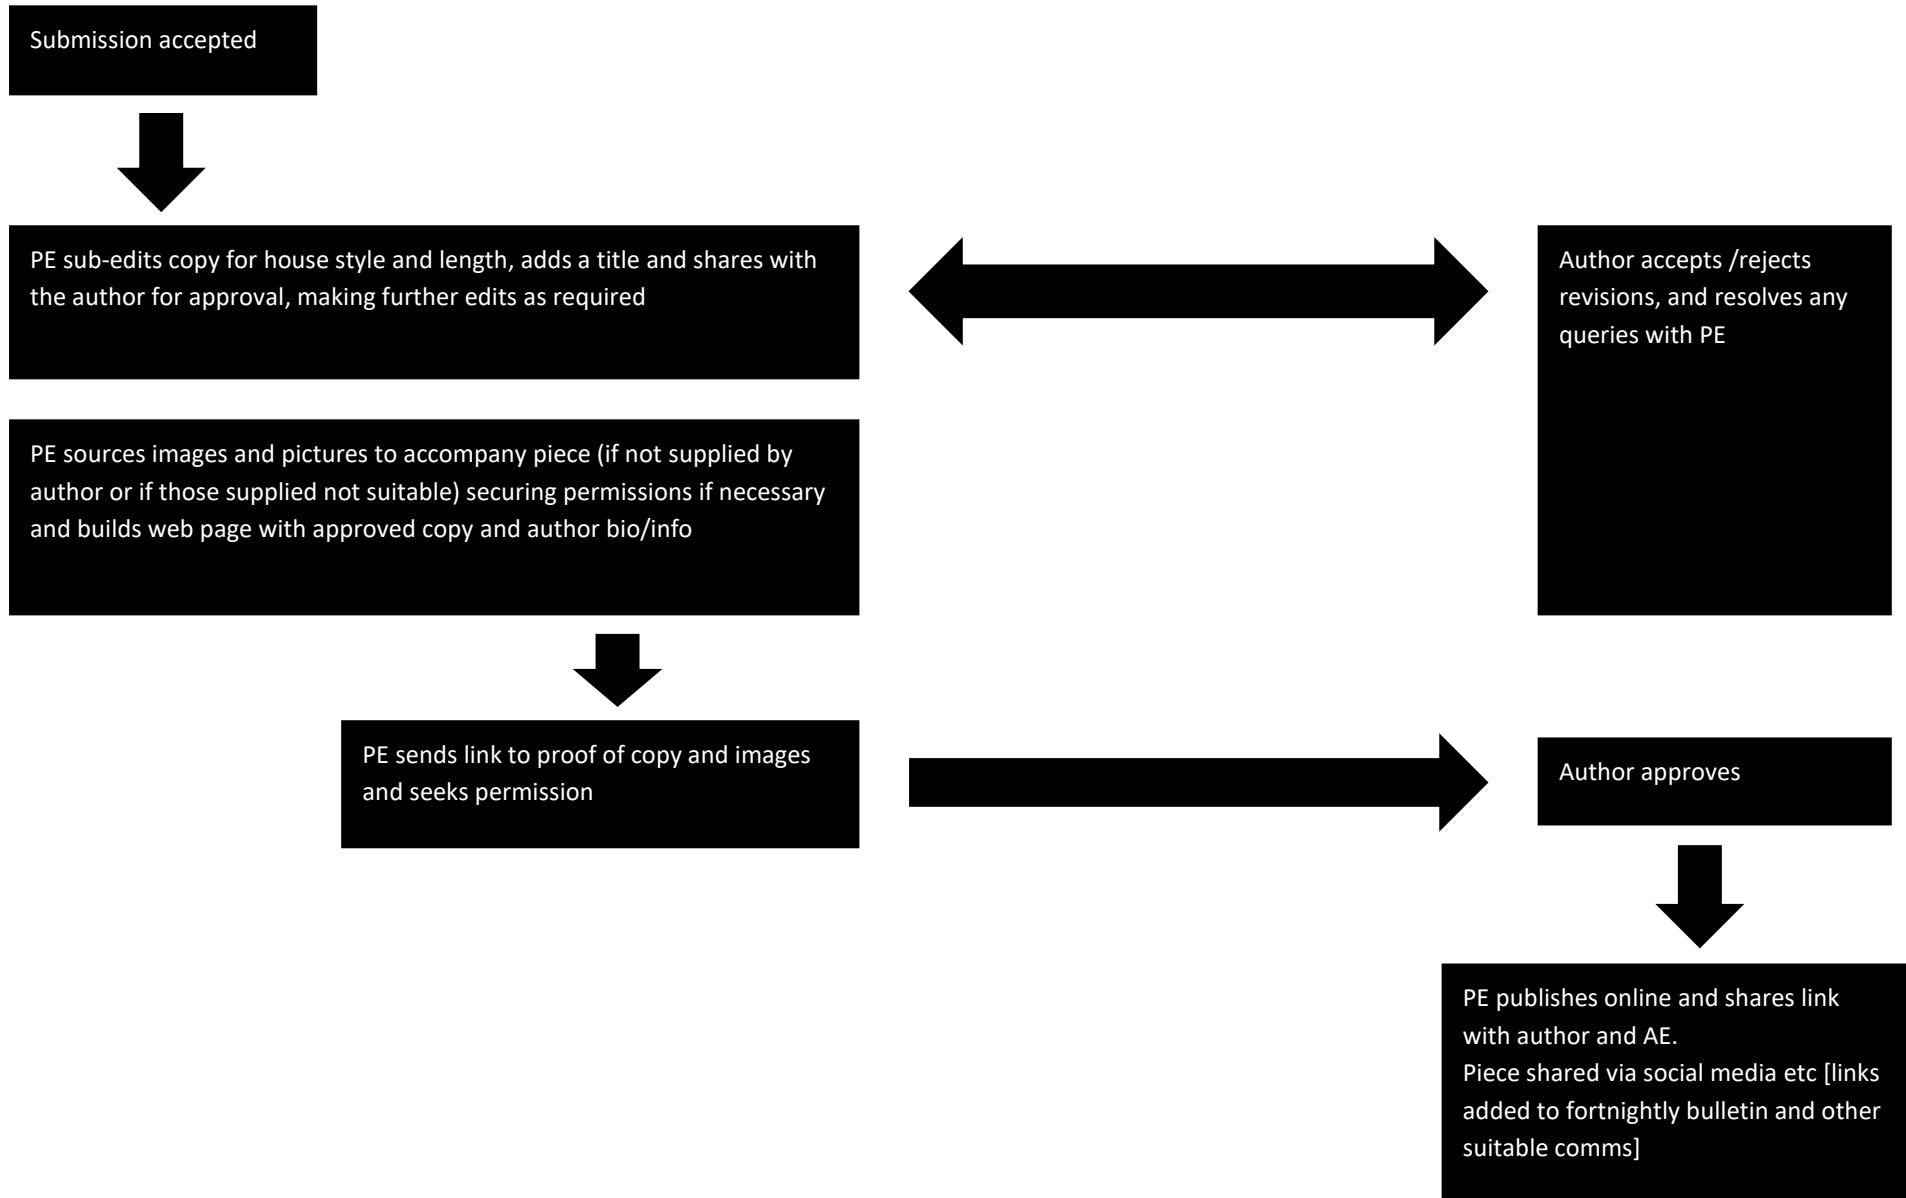 Submission accepted
PE sub-edits copy for house style and length, adds a title and shares with
the author for approval, making further edits as required
Author accepts /rejects
revisions, and resolves any
queries with PE
PE sources images and pictures to accompany piece (if not supplied by
author or if those supplied not suitable) securing permissions if necessary
and builds web page with approved copy and author bio/info
PE sends link to proof of copy and images
and seeks permission
Author approves
PE publishes online and shares link
with author and AE.
Piece shared via social media etc [links
added to fortnightly bulletin and other
suitable comms]